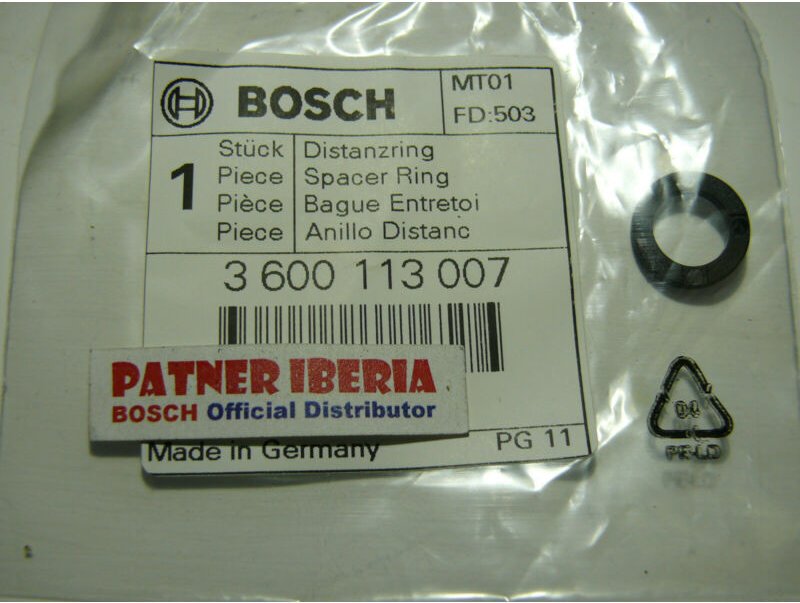 BOSCH
MT01
FD:503
1
Stück
Piece
Pièce
Piece
Distanzring
Spacer Ring
Bague Entretoi
Anillo Distanc
3 600 113 007
PATNER IBERIA
BOSCH Official Distributor
Made in Germany
PG 11
PE-LD